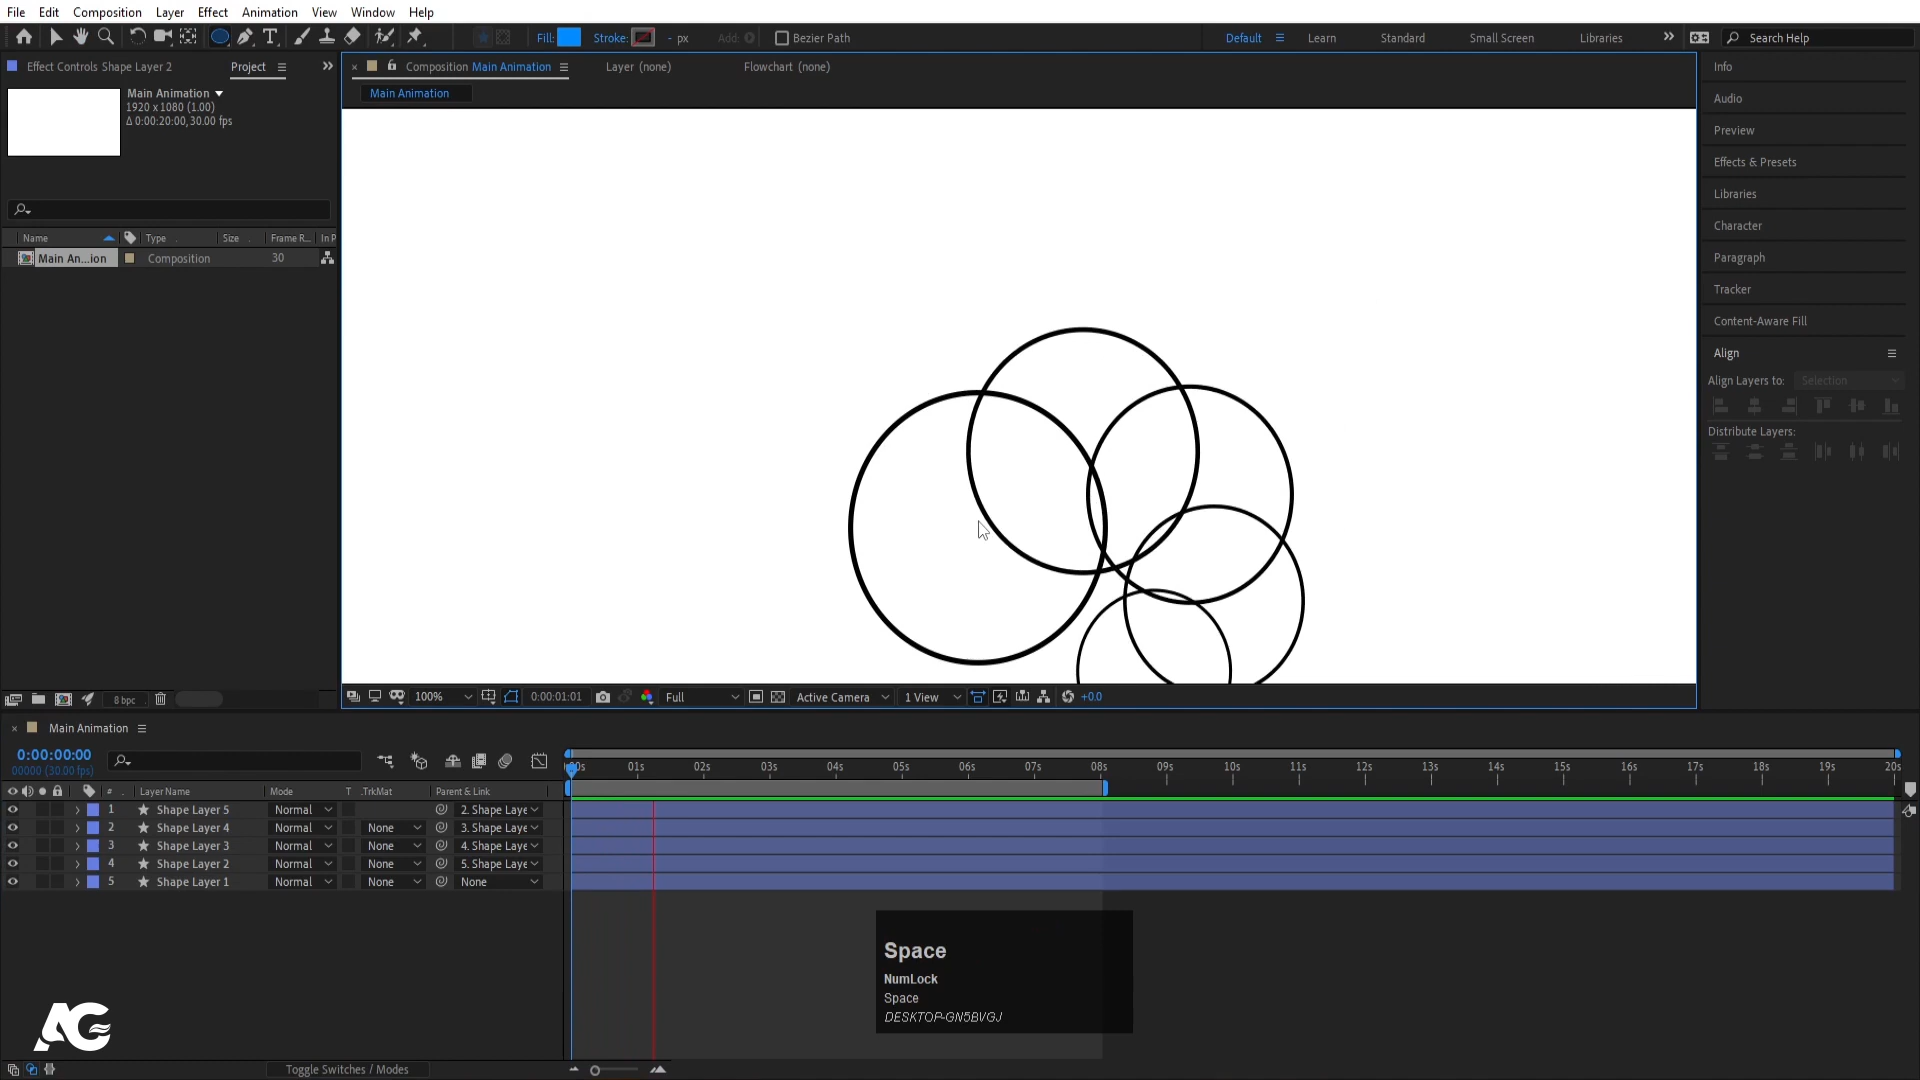 File Edit Composition Layer Effect Animation View Window Help
Fill: Stroke: - px Add: Bezier Path Default Learn Standard Small Screen Libraries Search Help
Effect Controls Shape Layer 2 Project
Composition Main Animation Layer (none) Flowchart (none)
Main Animation
Main Animation
1920 x 1080 (1.00)
Δ 0:00:20:00, 30.00 fps
Name Type Size Frame R... In P
Main An...ion Composition 30
Info
Audio
Preview
Effects & Presets
Libraries
Character
Paragraph
Tracker
Content-Aware Fill
Align
Align Layers to: Selection
Distribute Layers:
8 bpc
100% 0:00:01:01 Full Active Camera 1 View +0.0
Main Animation
0:00:00:00
00000 (30.00 fps)
01s 02s 03s 04s 05s 06s 07s 08s 09s 10s 11s 12s 13s 14s 15s 16s 17s 18s 19s 20s
# Layer Name Mode T .TrkMat Parent & Link
1 Shape Layer 5 Normal 2. Shape Laye
2 Shape Layer 4 Normal None 3. Shape Laye
3 Shape Layer 3 Normal None 4. Shape Laye
4 Shape Layer 2 Normal None 5. Shape Laye
5 Shape Layer 1 Normal None None
Space
NumLock
Space
DESKTOP-GN5BVGJ
AG
Toggle Switches / Modes